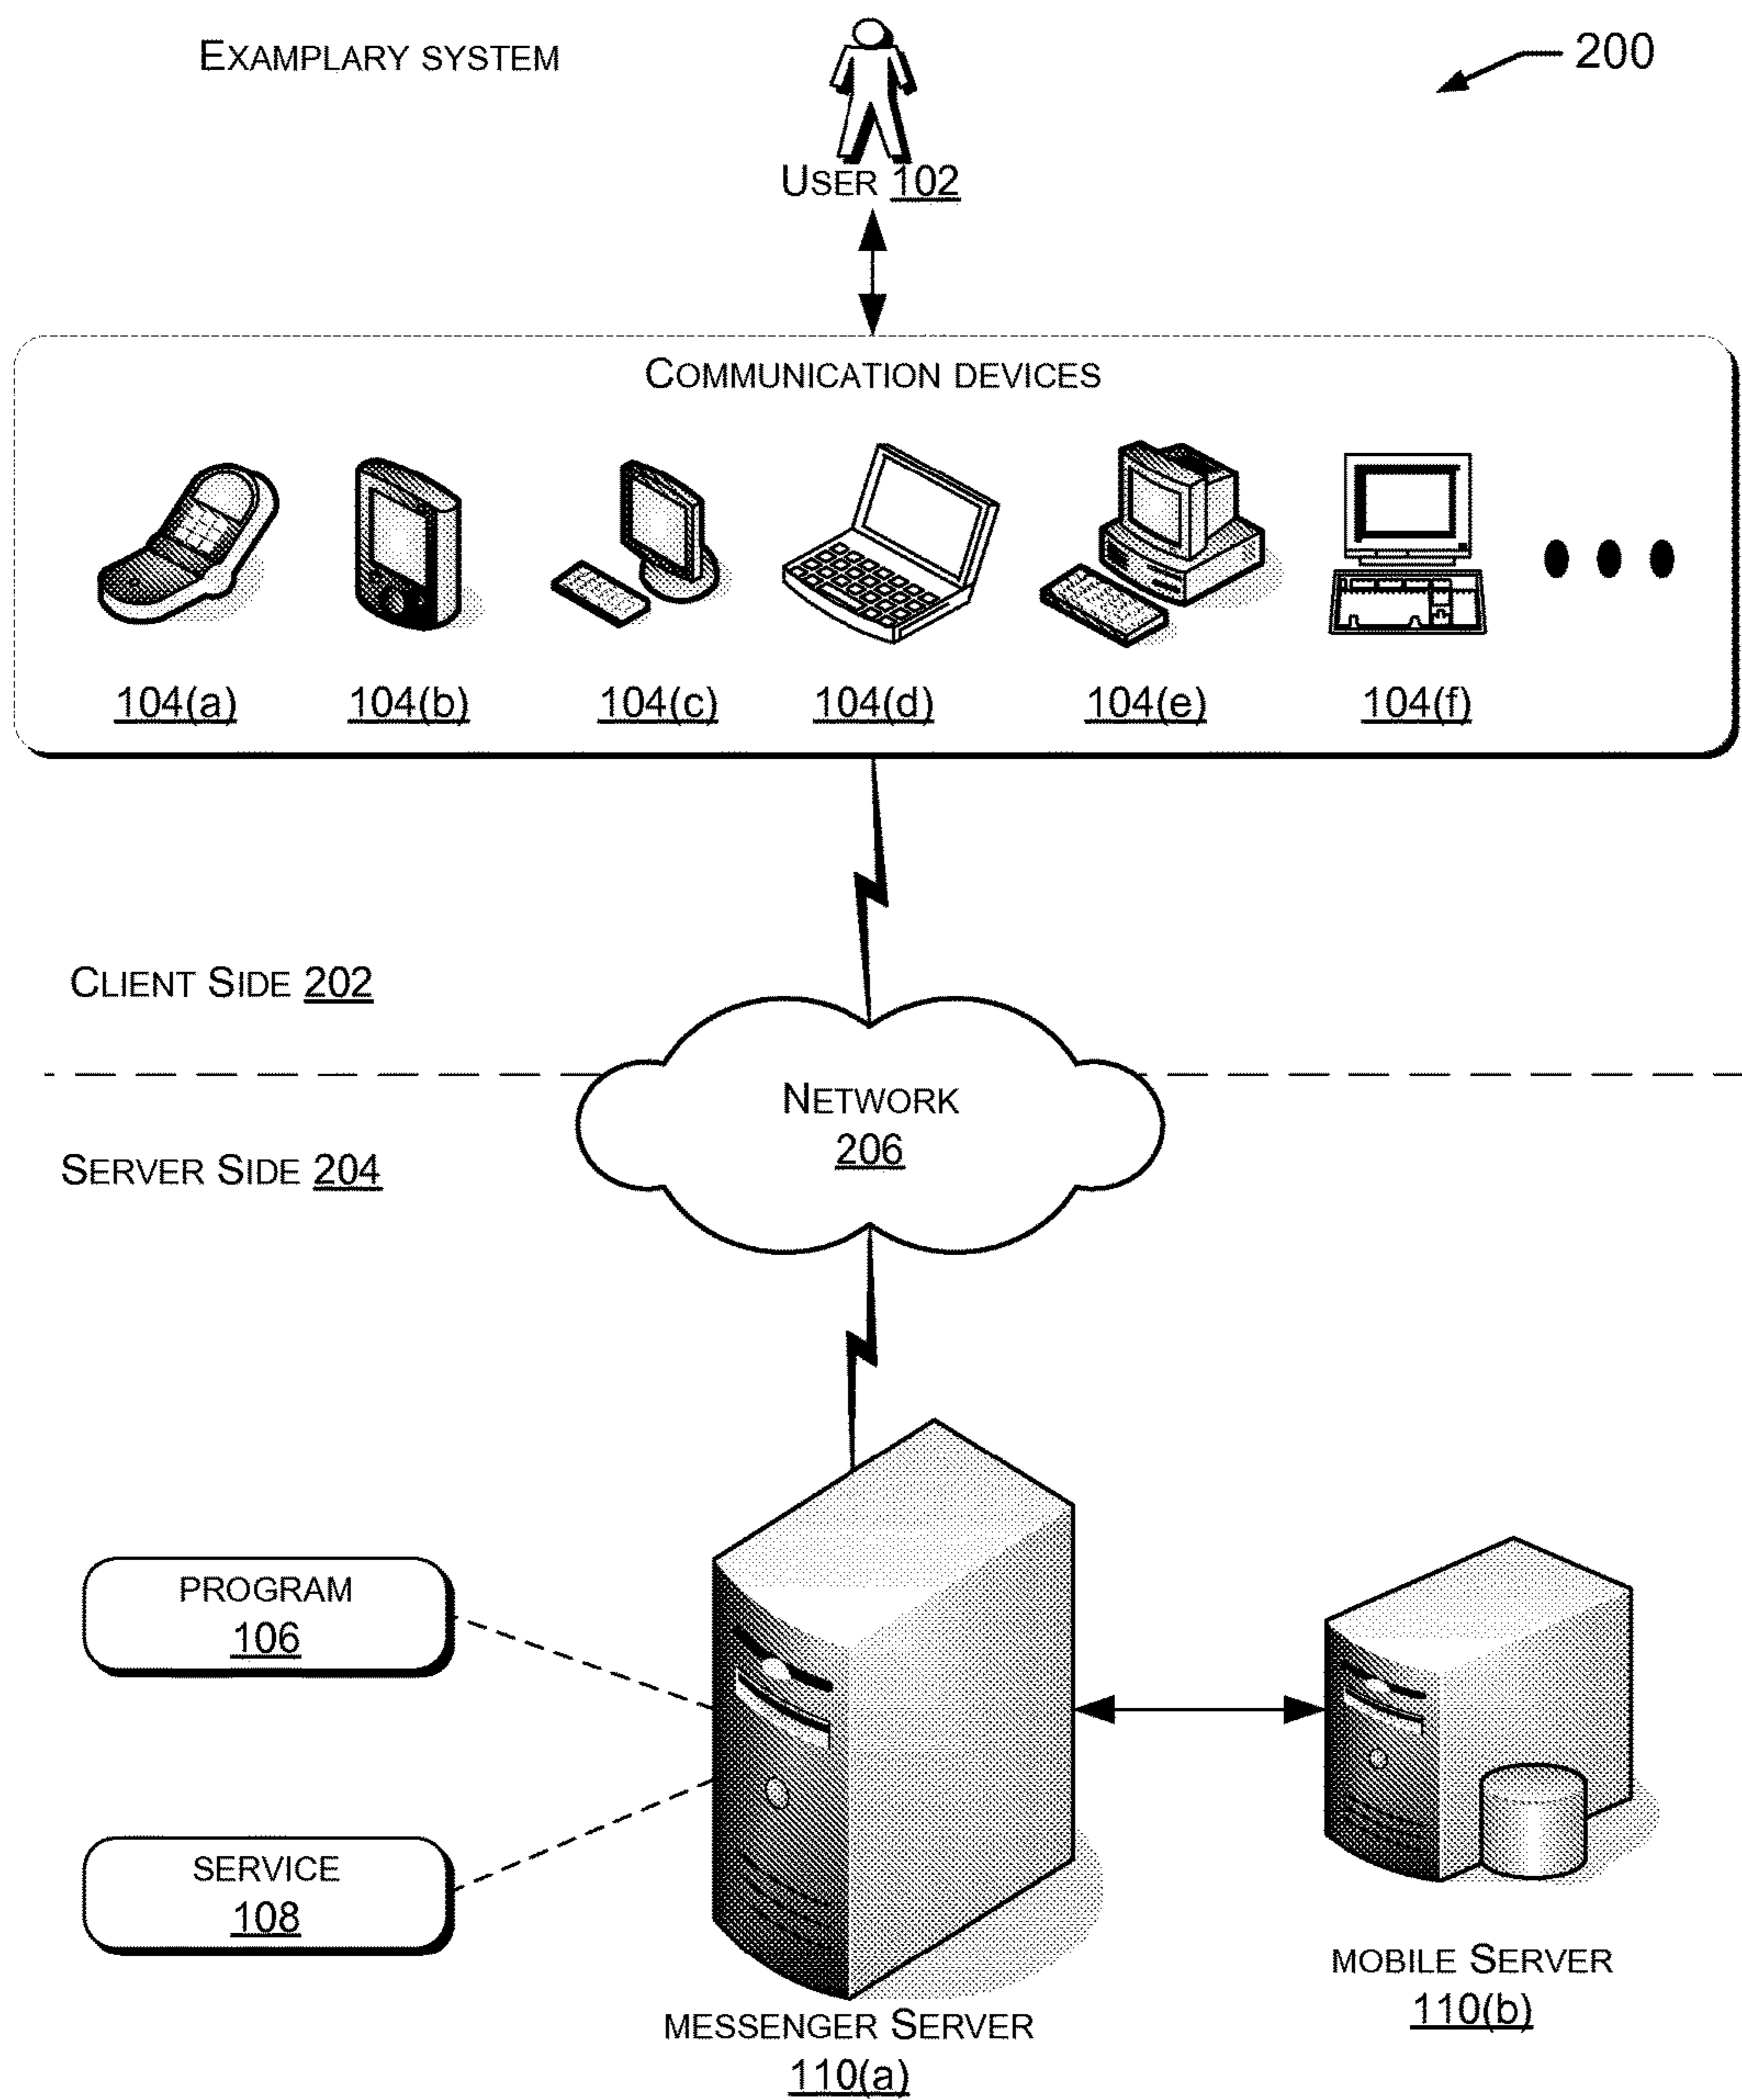 EXAMPLARY SYSTEM
200
USER 102
COMMUNICATION DEVICES
104(a) 104(b) 104(c) 104(d) 104(e) 104(f)
CLIENT SIDE 202
NETWORK
206
SERVER SIDE 204
PROGRAM
106
SERVICE
108
MESSENGER SERVER
110(a)
MOBILE SERVER
110(b)